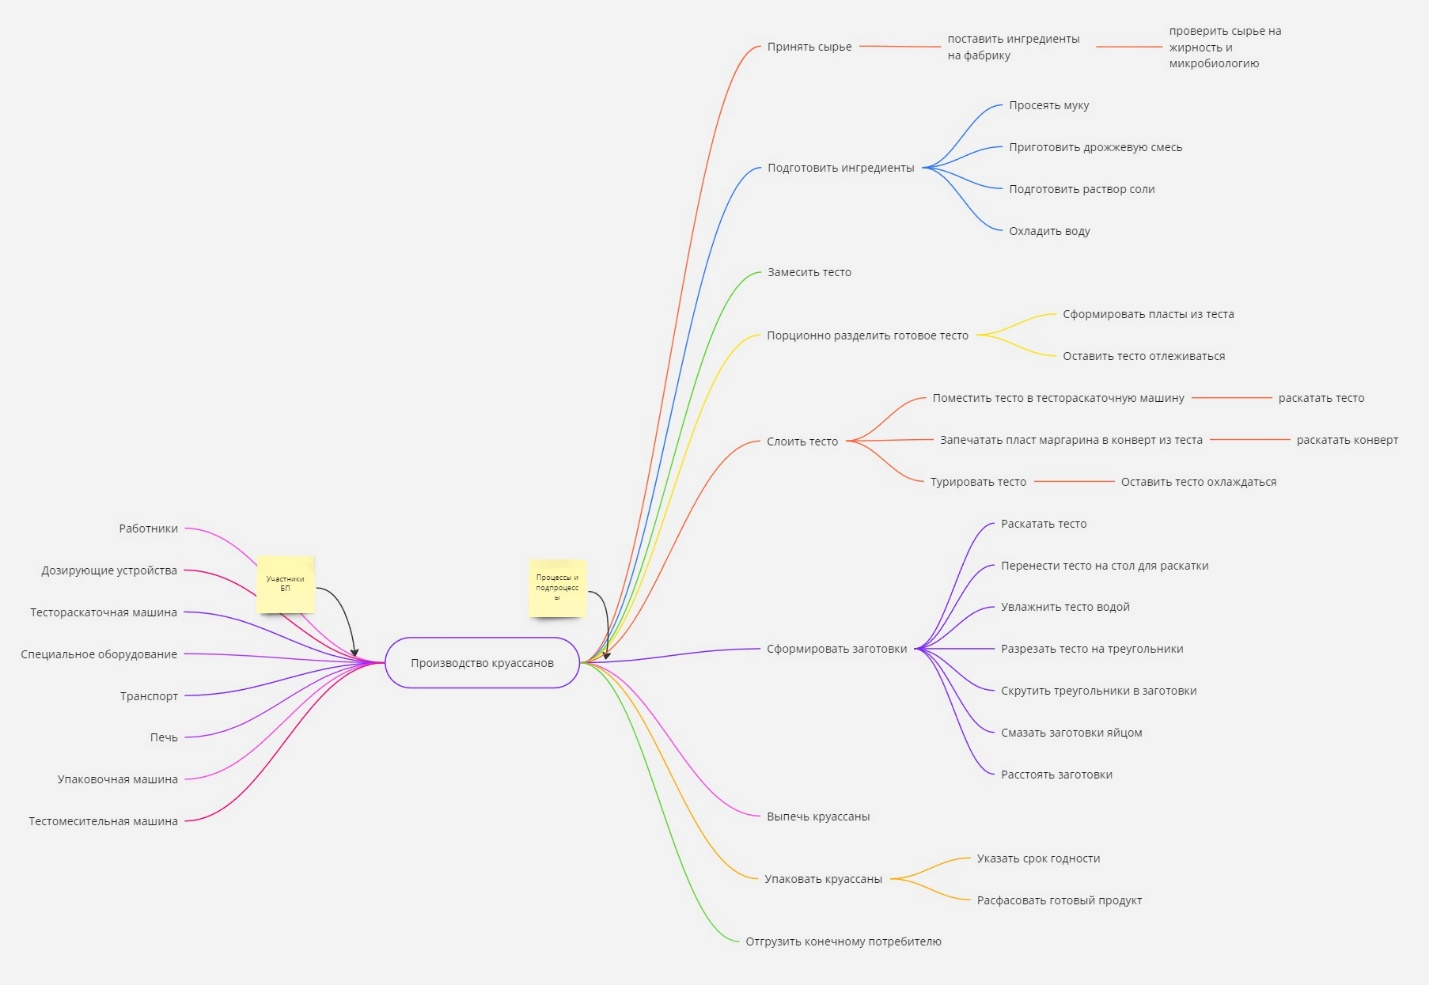 Принять сырье
поставить ингредиенты
на фабрику
проверить сырье на
жирность и
микробиологию
Подготовить ингредиенты
Просеять муку
Приготовить дрожжевую смесь
Подготовить раствор соли
Охладить воду
Замесить тесто
Порционно разделить готовое тесто
Сформировать пласты из теста
Оставить тесто отлеживаться
Слоить тесто
Поместить тесто в тестораскаточную машину
раскатать тесто
Запечатать пласт маргарина в конверт из теста
раскатать конверт
Турировать тесто
Оставить тесто охлаждаться
Работники
Дозирующие устройства
Тестораскаточная машина
Специальное оборудование
Транспорт
Печь
Упаковочная машина
Тестомесительная машина
Участники
БП
Процессы и
подпроцесс
ы
Производство круассанов
Сформировать заготовки
Раскатать тесто
Перенести тесто на стол для раскатки
Увлажнить тесто водой
Разрезать тесто на треугольники
Скрутить треугольники в заготовки
Смазать заготовки яйцом
Расстоять заготовки
Выпечь круассаны
Упаковать круассаны
Указать срок годности
Расфасовать готовый продукт
Отгрузить конечному потребителю